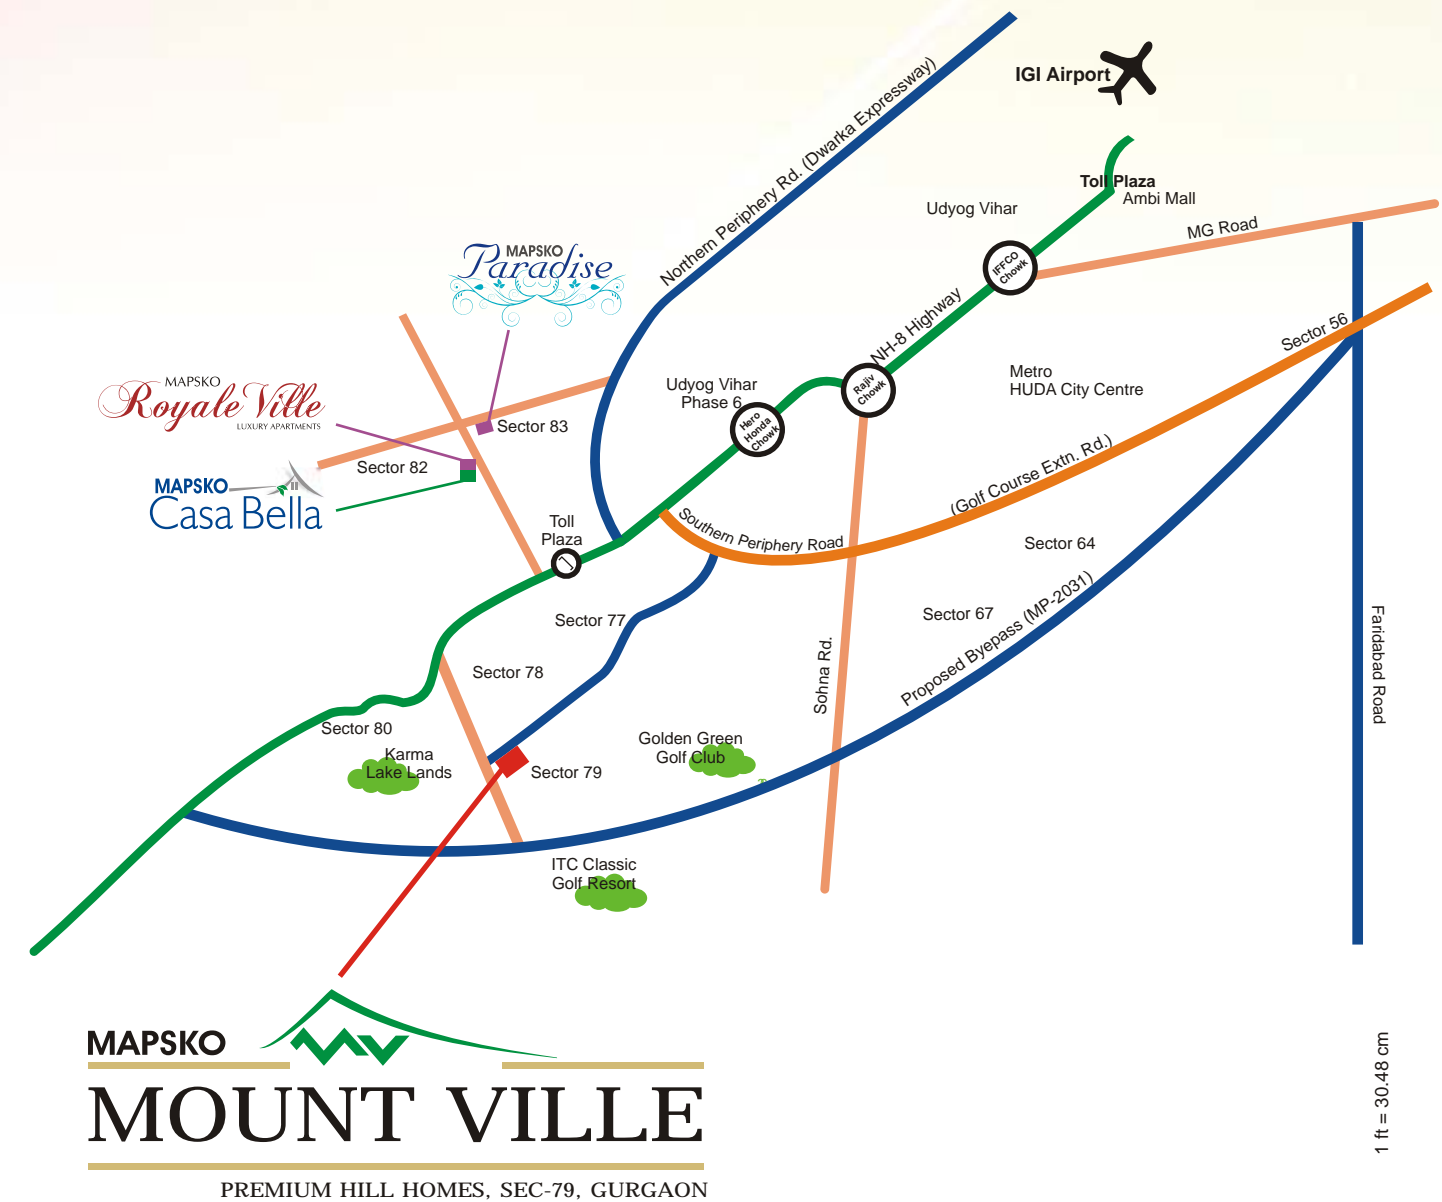 IGI Airport
Northern Periphery Rd. (Dwarka Expressway)
Toll Plaza
Ambi Mall
Udyog Vihar
MG Road
IFFCO
Chowk
MAPSKO
Paradise
NH-8 Highway
Sector 56
Metro
HUDA City Centre
MAPSKO
Royale Ville
LUXURY APARTMENTS
Udyog Vihar
Phase 6
Rajiv
Chowk
Hero
Honda
Chowk
Sector 83
Sector 82
MAPSKO
Casa Bella
(Golf Course Extn. Rd.)
Southern Periphery Road
Toll
Plaza
Sector 64
Sector 77
Sector 67
Proposed Byepass (MP-2031)
Faridabad Road
Sohna Rd.
Sector 78
Sector 80
Karma
Lake Lands
Golden Green
Golf Club
Sector 79
ITC Classic
Golf Resort
MAPSKO
MOUNT VILLE
PREMIUM HILL HOMES, SEC-79, GURGAON
1 ft = 30.48 cm